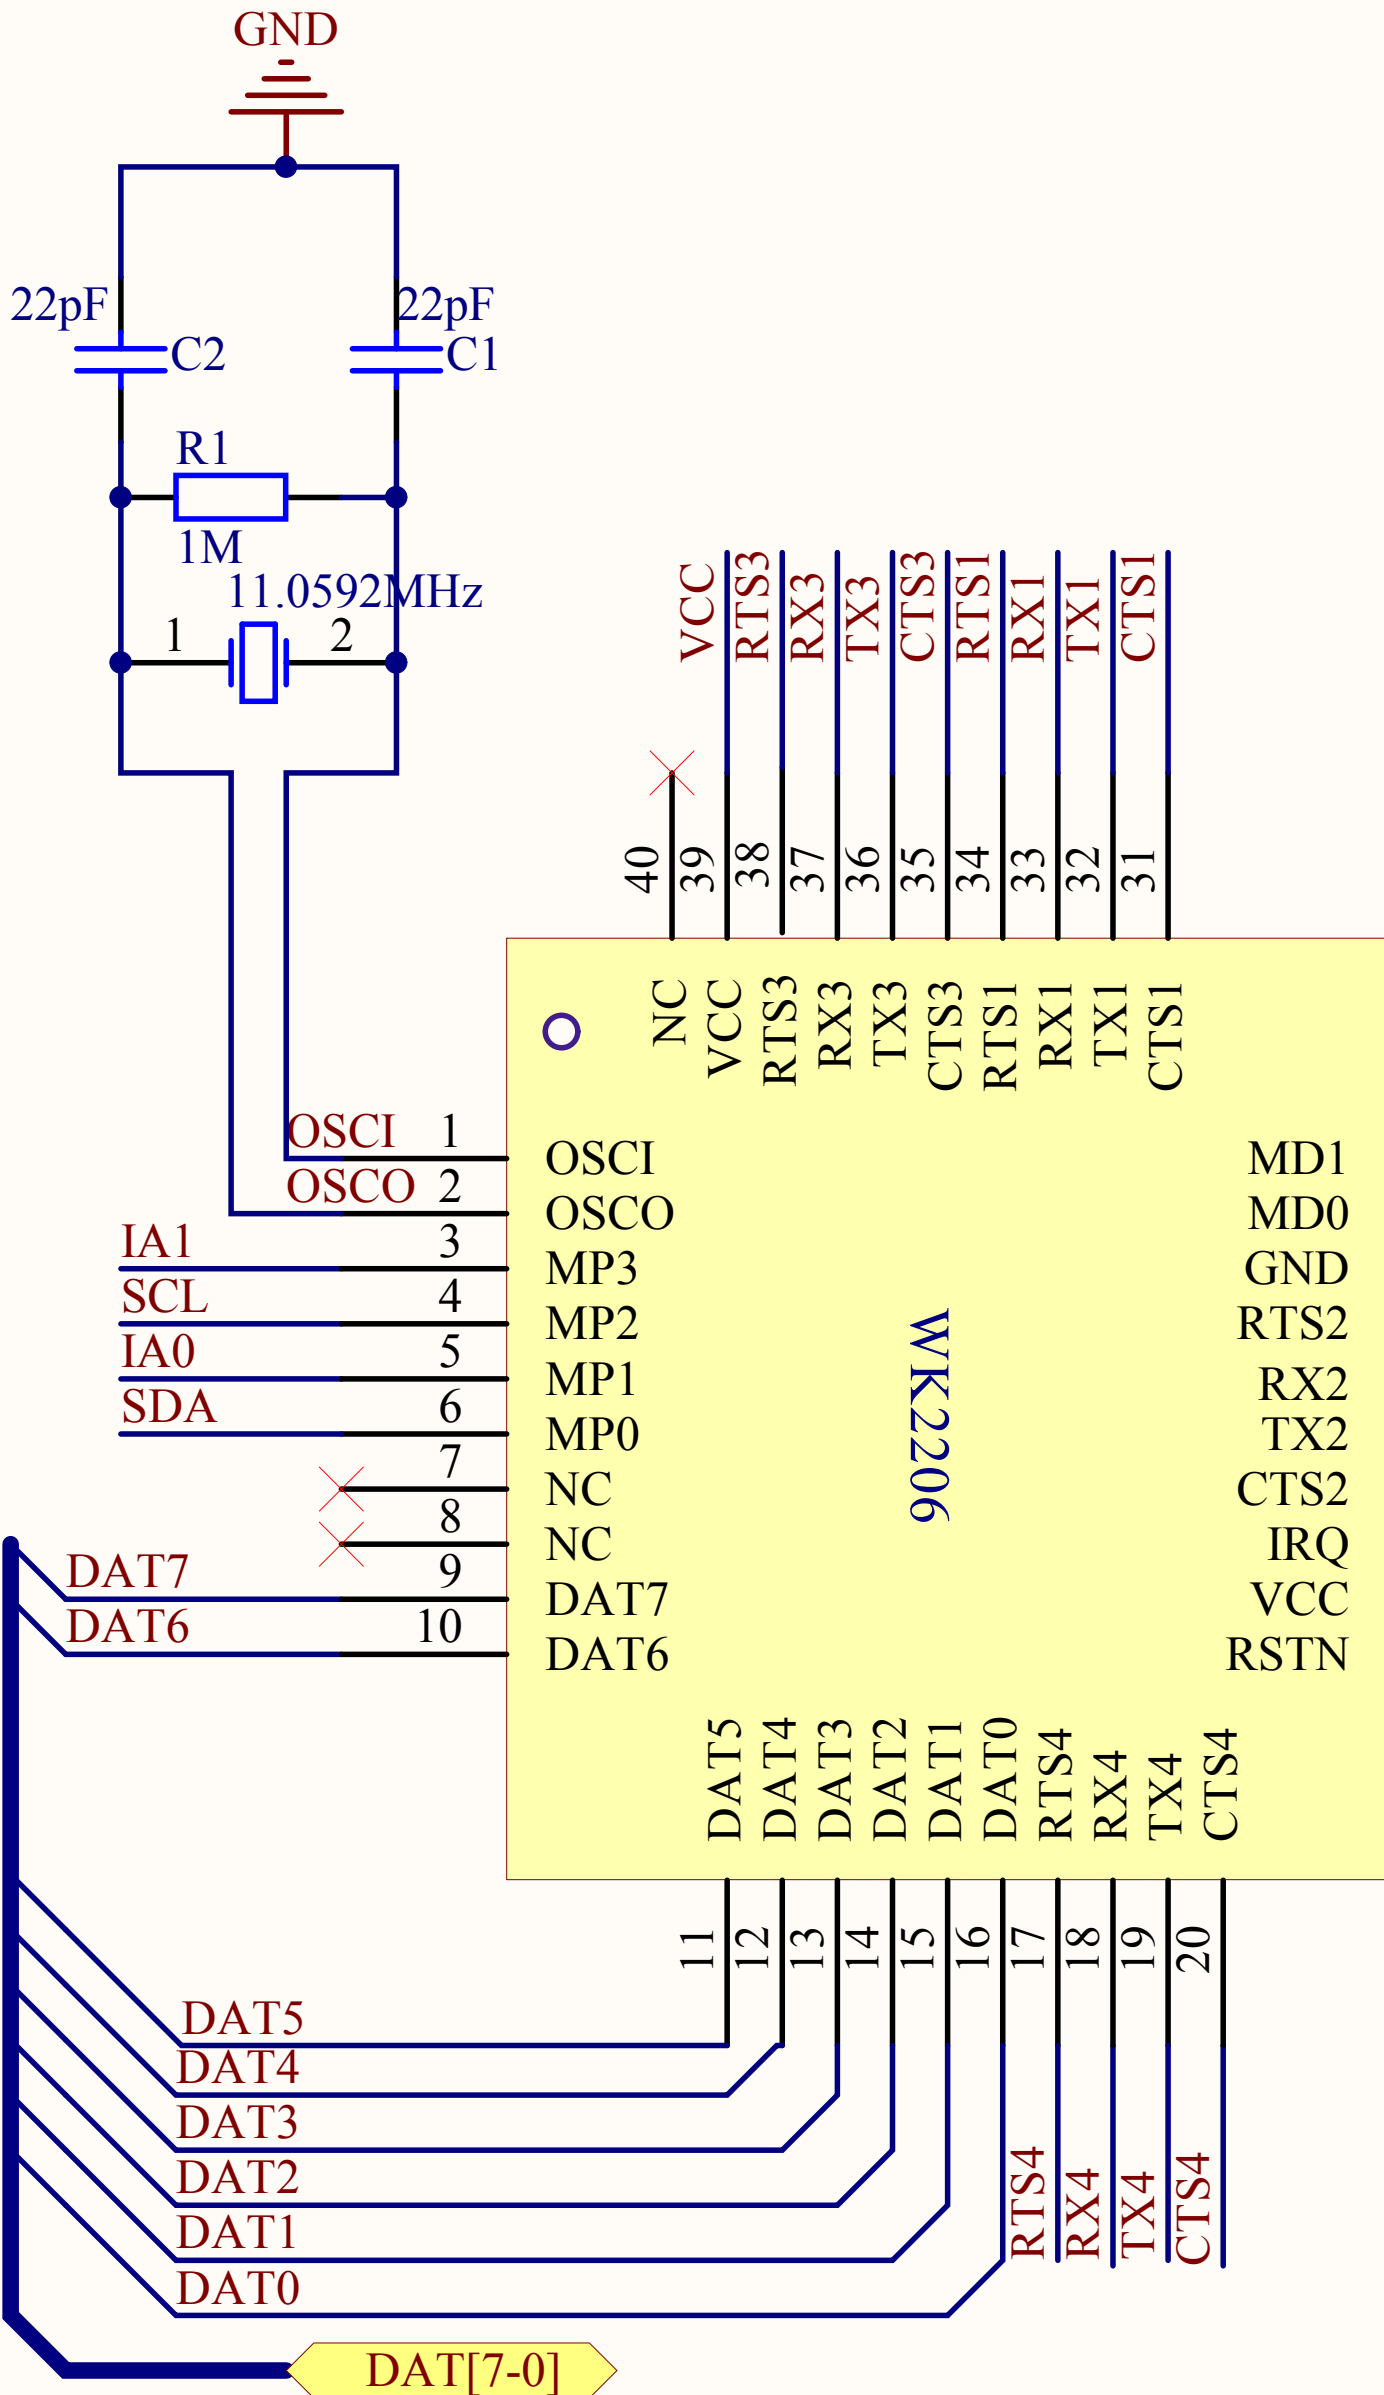 GND
22pF
22pF
C2
C1
R1
1M
11.0592MHz
1
2
VCC
RTS3
RX3
TX3
CTS3
RTS1
RX1
TX1
CTS1
40
39
38
37
36
35
34
33
32
31
NC
VCC
RTS3
RX3
TX3
CTS3
RTS1
RX1
TX1
CTS1
OSCI 1 OSCI
OSCO 2 OSCO
IA1 3 MP3
SCL 4 MP2
IA0 5 MP1
SDA 6 MP0
7 NC
8 NC
DAT7 9 DAT7
DAT6 10 DAT6
WK2206
MD1
MD0
GND
RTS2
RX2
TX2
CTS2
IRQ
VCC
RSTN
DAT5
DAT4
DAT3
DAT2
DAT1
DAT0
RTS4
RX4
TX4
CTS4
11
12
13
14
15
16
17
18
19
20
DAT5
DAT4
DAT3
DAT2
DAT1
DAT0
RTS4
RX4
TX4
CTS4
DAT[7-0]